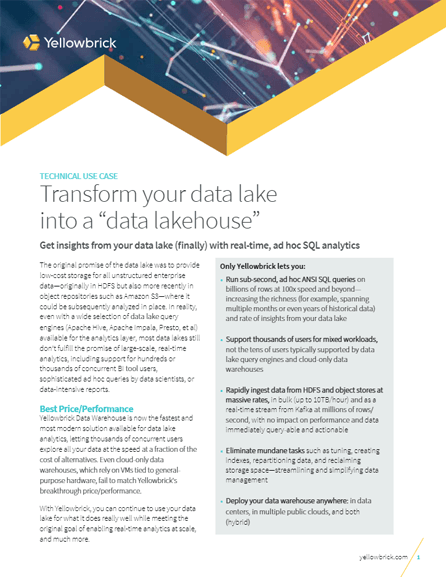 Yellowbrick
TECHNICAL USE CASE
Transform your data lake
into a “data lakehouse”
Get insights from your data lake (finally) with real-time, ad hoc SQL analytics
The original promise of the data lake was to provide
low-cost storage for all unstructured enterprise
data—originally in HDFS but also more recently in
object repositories such as Amazon S3—where it
could be subsequently analyzed in place. In reality,
even with a wide selection of data lake query
engines (Apache Hive, Apache Impala, Presto, et al)
available for the analytics layer, most data lakes still
don't fulfill the promise of large-scale, real-time
analytics, including support for hundreds or
thousands of concurrent BI tool users,
sophisticated ad hoc queries by data scientists, or
data-intensive reports.
Best Price/Performance
Yellowbrick Data Warehouse is now the fastest and
most modern solution available for data lake
analytics, letting thousands of concurrent users
explore all your data at the speed at a fraction of the
cost of alternatives. Even cloud-only data
warehouses, which rely on VMs tied to general-
purpose hardware, fail to match Yellowbrick's
breakthrough price/performance.
With Yellowbrick, you can continue to use your data
lake for what it does really well while meeting the
original goal of enabling real-time analytics at scale,
and much more.
Only Yellowbrick lets you:
• Run sub-second, ad hoc ANSI SQL queries on
billions of rows at 100x speed and beyond—
increasing the richness (for example, spanning
multiple months or even years of historical data)
and rate of insights from your data lake
• Support thousands of users for mixed workloads,
not the tens of users typically supported by data
lake query engines and cloud-only data
warehouses
• Rapidly ingest data from HDFS and object stores at
massive rates, in bulk (up to 10TB/hour) and as a
real-time stream from Kafka at millions of rows/
second, with no impact on performance and data
immediately query-able and actionable
• Eliminate mundane tasks such as tuning, creating
indexes, repartitioning data, and reclaiming
storage space—streamlining and simplifying data
management
• Deploy your data warehouse anywhere: in data
centers, in multiple public clouds, and both
(hybrid)
yellowbrick.com 1